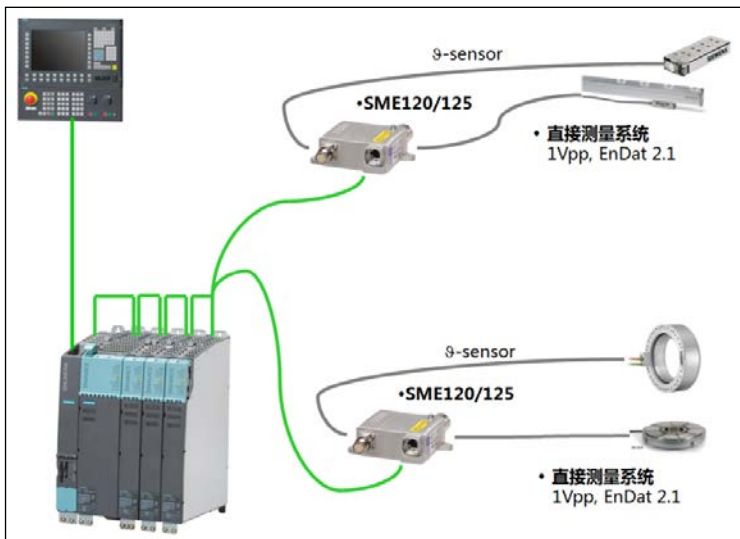 ϑ-sensor
•SME120/125
• 直接测量系统
1Vpp, EnDat 2.1
ϑ-sensor
•SME120/125
• 直接测量系统
1Vpp, EnDat 2.1